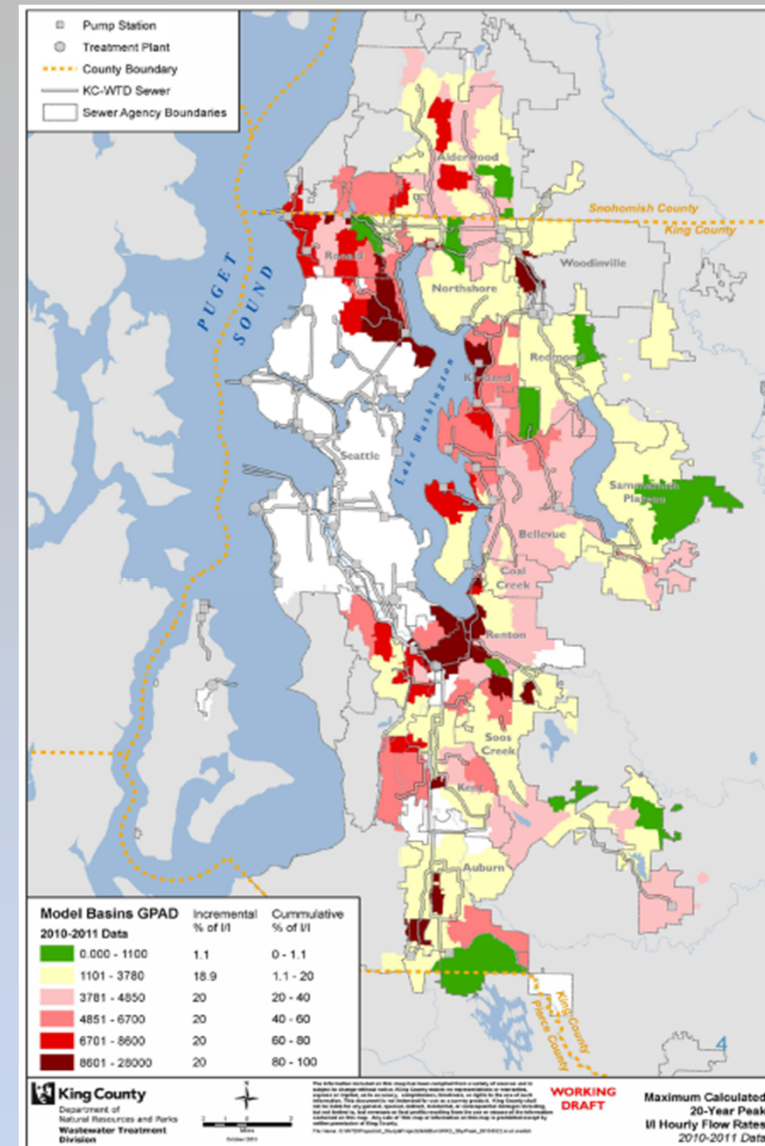 Pump Station
Treatment Plant
County Boundary
KC-WTD Sewer
Sewer Agency Boundaries
Alderwood
Snohomish County
King County
PUGET
SOUND
Ronald
Woodinville
Northshore
Redmond
Kirkland
Lake Washington
Seattle
Sammamish
Plateau
Bellevue
Coal
Creek
Renton
Soos
Creek
Kent
Auburn
Model Basins GPAD
Incremental
Cummulative
2010-2011 Data
% of I/I
% of I/I
0.000 - 1100 1.1 0 - 1.1
1101 - 3780 18.9 1.1 - 20
3781 - 4850 20 20 - 40
4851 - 6700 20 40 - 60
6701 - 8600 20 60 - 80
8601 - 28000 20 80 - 100
King County
Pierce County
4
King County
Department of
Natural Resources and Parks
Wastewater Treatment
Division
WORKING
DRAFT
Maximum Calculated
20-Year Peak
I/I Hourly Flow Rates
2010-2011 Data